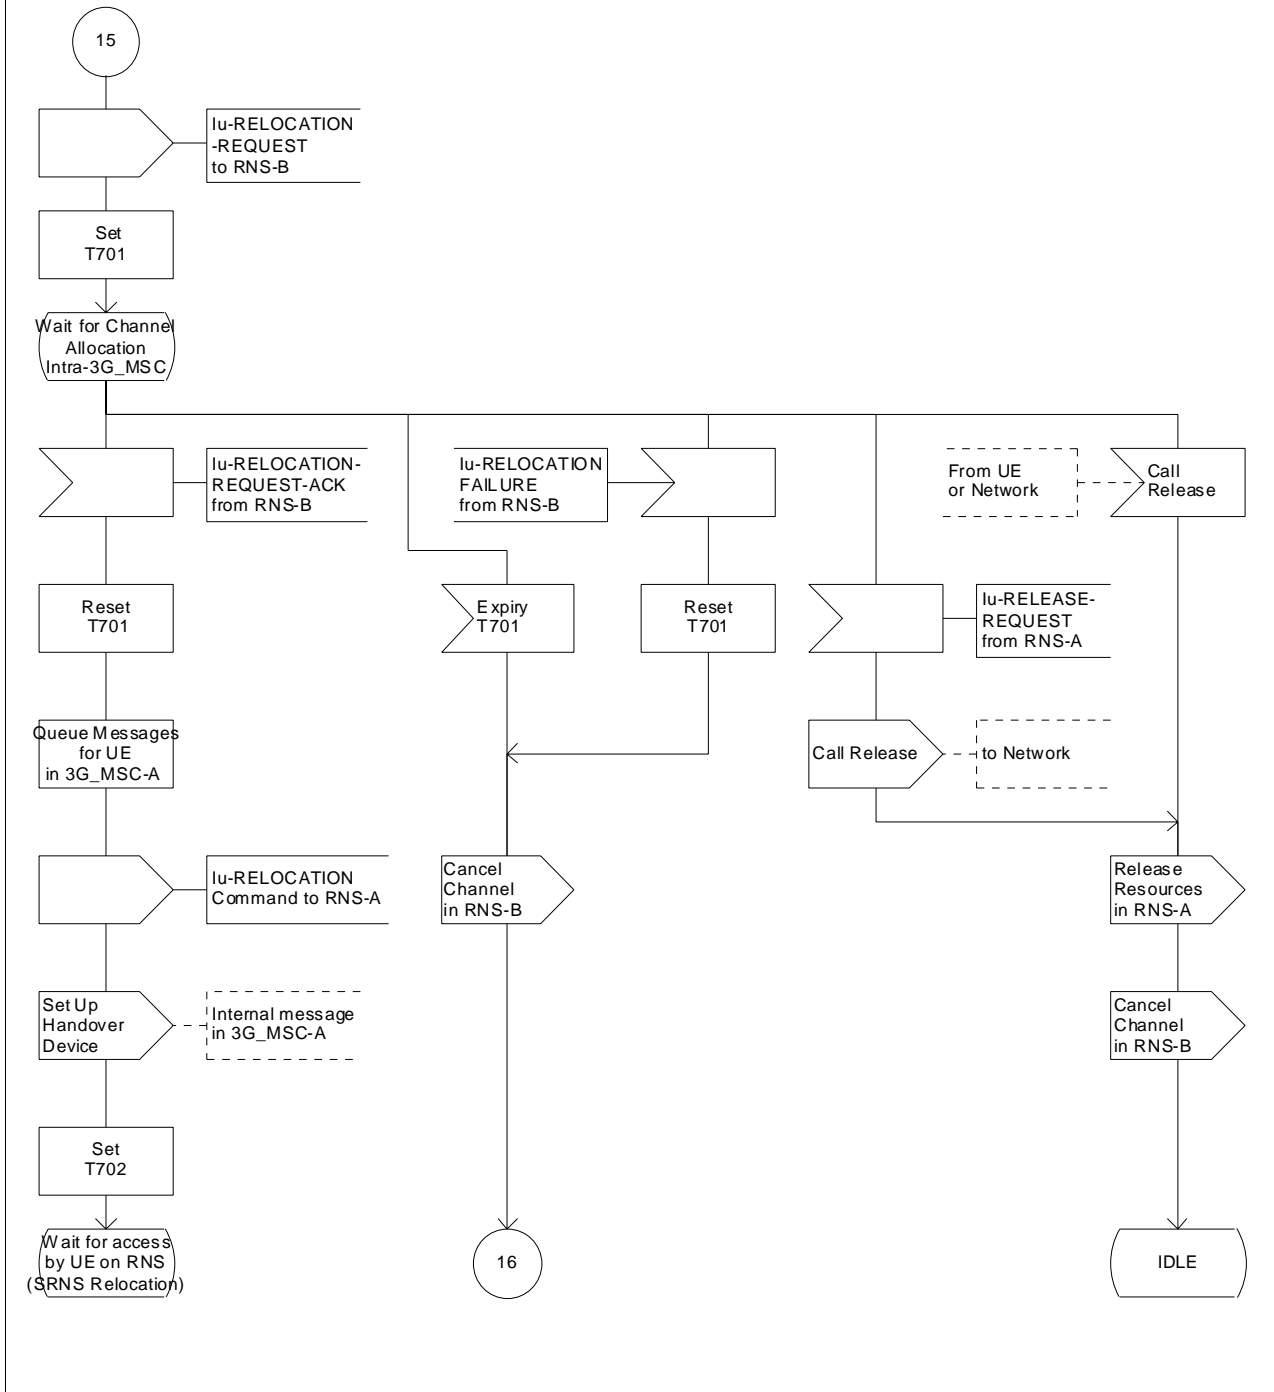 15
Iu-RELOCATION
-REQUEST
to RNS-B
Set
T701
Wait for Channel
Allocation
Intra-3G_MSC
Iu-RELOCATION-
REQUEST-ACK
from RNS-B
Iu-RELOCATION
FAILURE
from RNS-B
From UE
or Network
Call
Release
Reset
T701
Expiry
T701
Reset
T701
Iu-RELEASE-
REQUEST
from RNS-A
Queue Messages
for UE
in 3G_MSC-A
Call Release
to Network
Iu-RELOCATION
Command to RNS-A
Cancel
Channel
in RNS-B
Release
Resources
in RNS-A
Set Up
Handover
Device
Internal message
in 3G_MSC-A
Cancel
Channel
in RNS-B
Set
T702
Wait for access
by UE on RNS
(SRNS Relocation)
16
IDLE